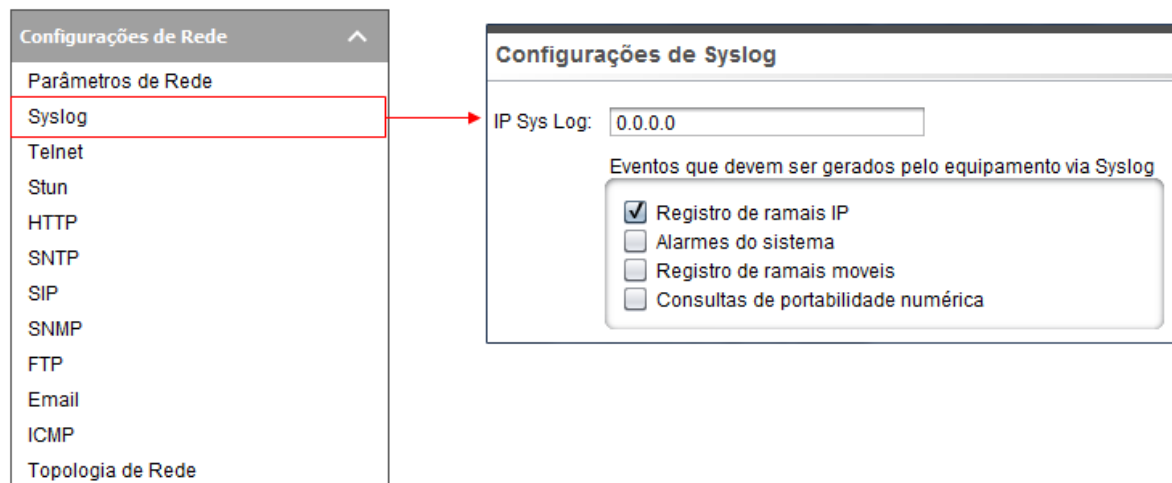 Configurações de Rede
Parâmetros de Rede
Syslog
Telnet
Stun
HTTP
SNTP
SIP
SNMP
FTP
Email
ICMP
Topologia de Rede
Configurações de Syslog
IP Sys Log: 0.0.0.0
Eventos que devem ser gerados pelo equipamento via Syslog
Registro de ramais IP
Alarmes do sistema
Registro de ramais moveis
Consultas de portabilidade numérica